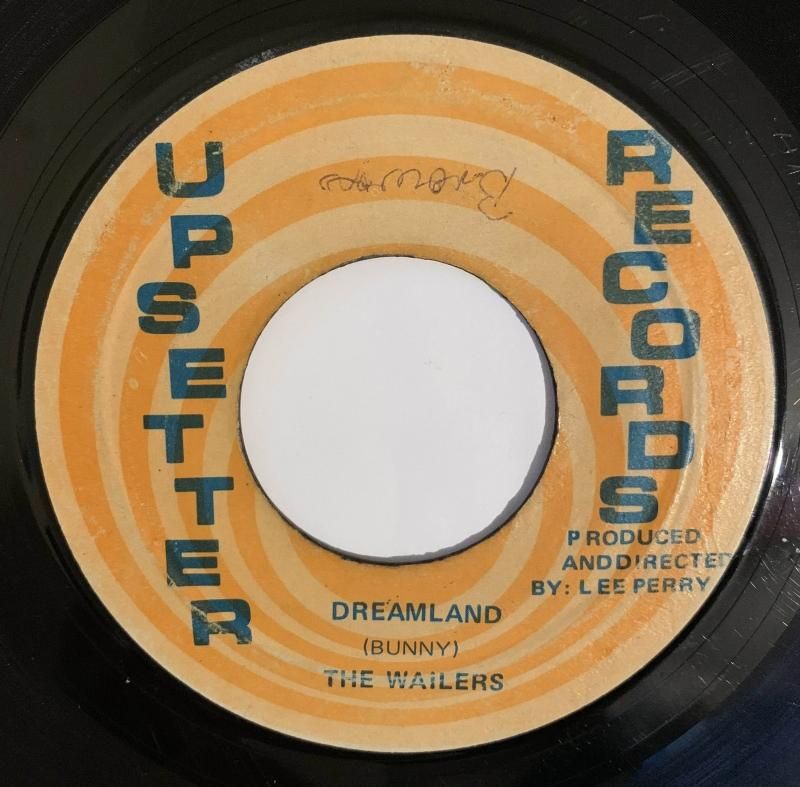 UPSETTER
RECORDS
PRODUCED
ANDDIRECTED
BY: LEE PERRY
DREAMLAND
(BUNNY)
THE WAILERS